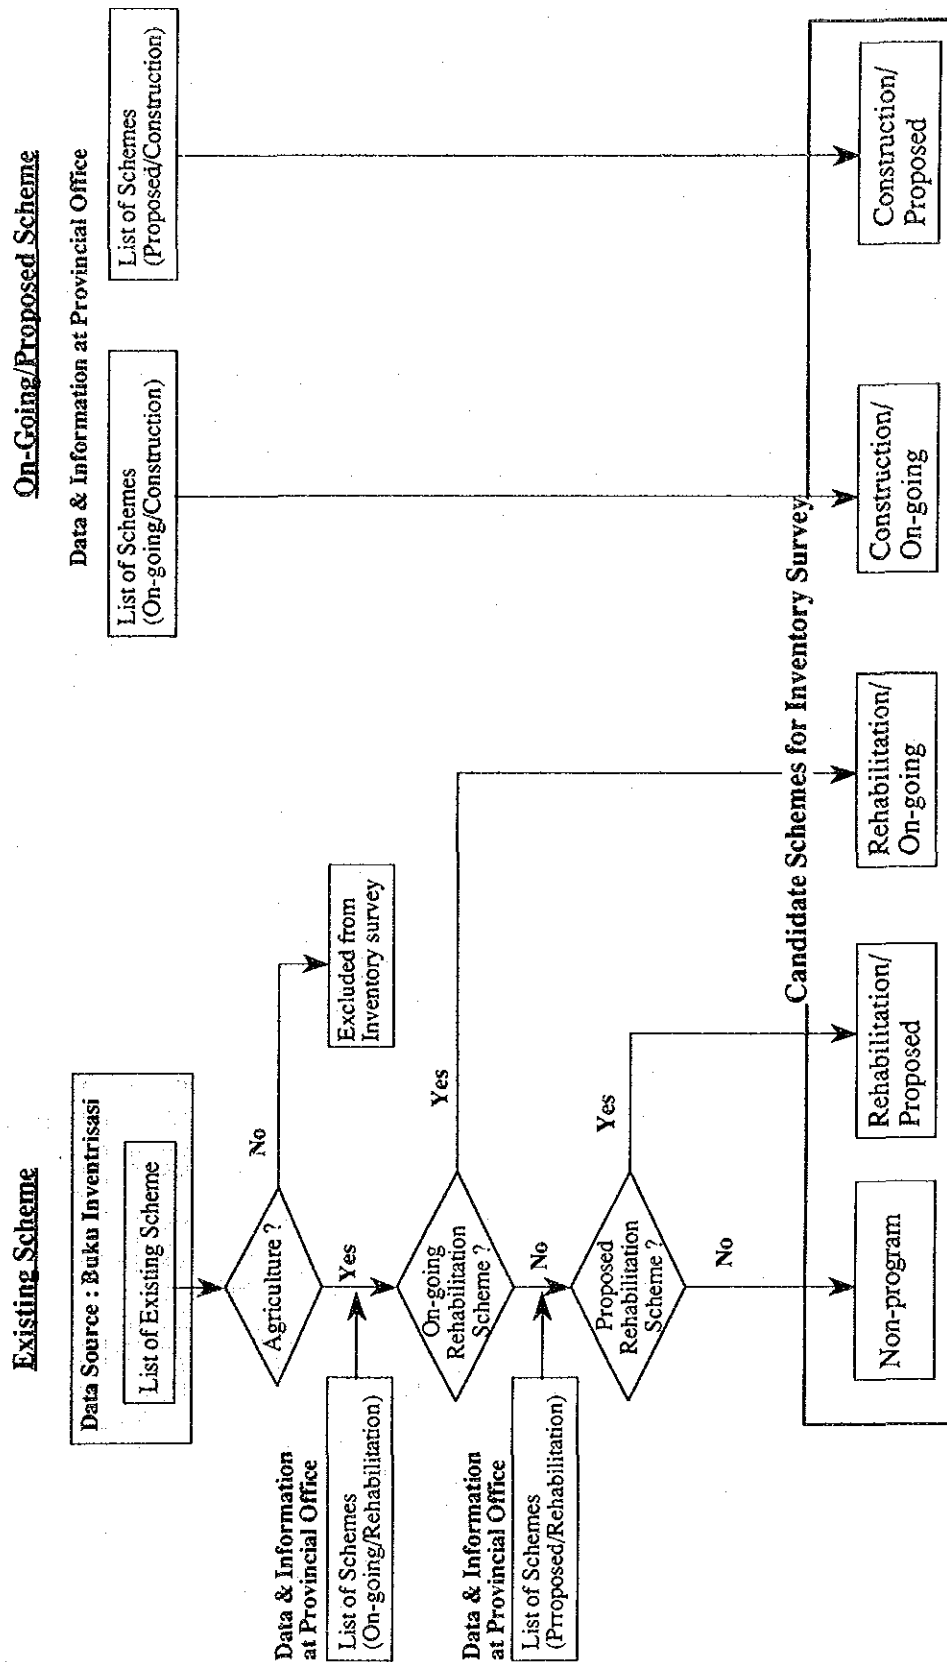 Existing Scheme
Data Source : Buku Inventrisasi
List of Existing Scheme
Agriculture ?
No
Excluded from
Inventory survey
Yes
Data & Information
at Provincial Office
List of Schemes
(On-going/Rehabilitation)
On-going
Rehabilitation
Scheme ?
Yes
No
Data & Information
at Provincial Office
List of Schemes
(Prroposed/Rehabilitation)
Proposed
Rehabilitation
Scheme ?
Yes
No
On-Going/Proposed Scheme
Data & Information at Provincial Office
List of Schemes
(On-going/Construction)
List of Schemes
(Proposed/Construction)
Candidate Schemes for Inventory Survey
Non-program
Rehabilitation/
Proposed
Rehabilitation/
On-going
Construction/
On-going
Construction/
Proposed